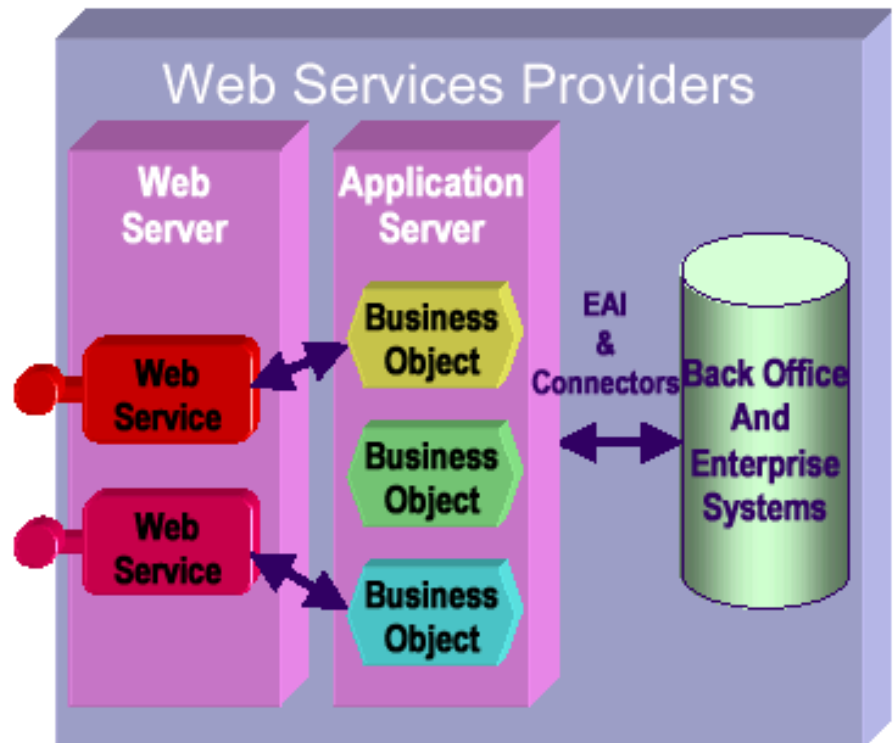 Web Services Providers
Web
Server
Application
Server
Web
Service
Web
Service
Business
Object
Business
Object
Business
Object
EAI
&
Connectors
Back Office
And
Enterprise
Systems